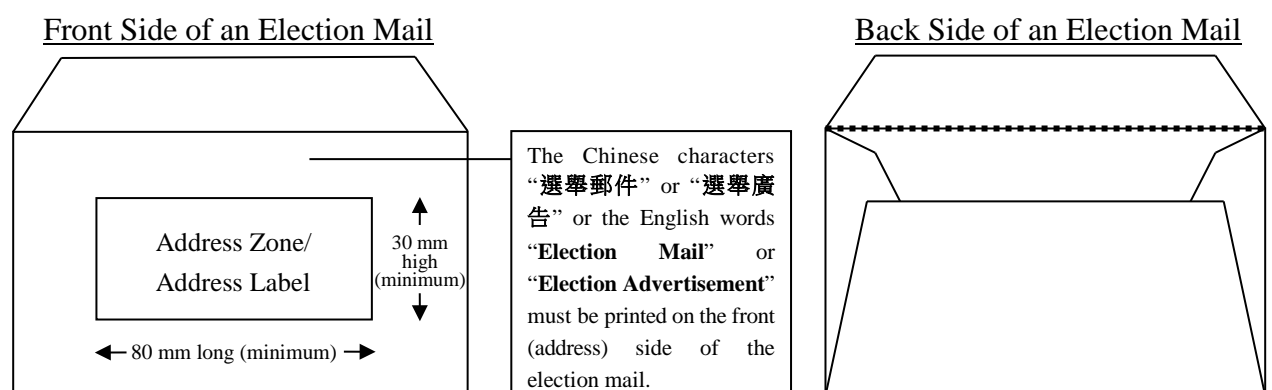 Front Side of an Election Mail
Back Side of an Election Mail
Address Zone/
Address Label
30 mm
high
(minimum)
80 mm long (minimum)
The Chinese characters
“選舉郵件” or “選舉廣
告” or the English words
“Election Mail” or
“Election Advertisement”
must be printed on the front
(address) side of the
election mail.